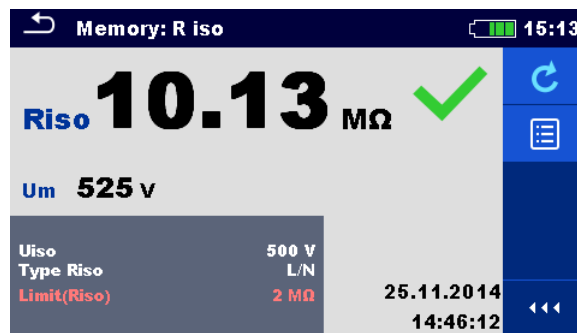 Memory: R iso 15:13
Riso 10.13 MΩ
Um 525 V
Uiso 500 V
Type Riso L/N
Limit(Riso) 2 MΩ
25.11.2014
14:46:12